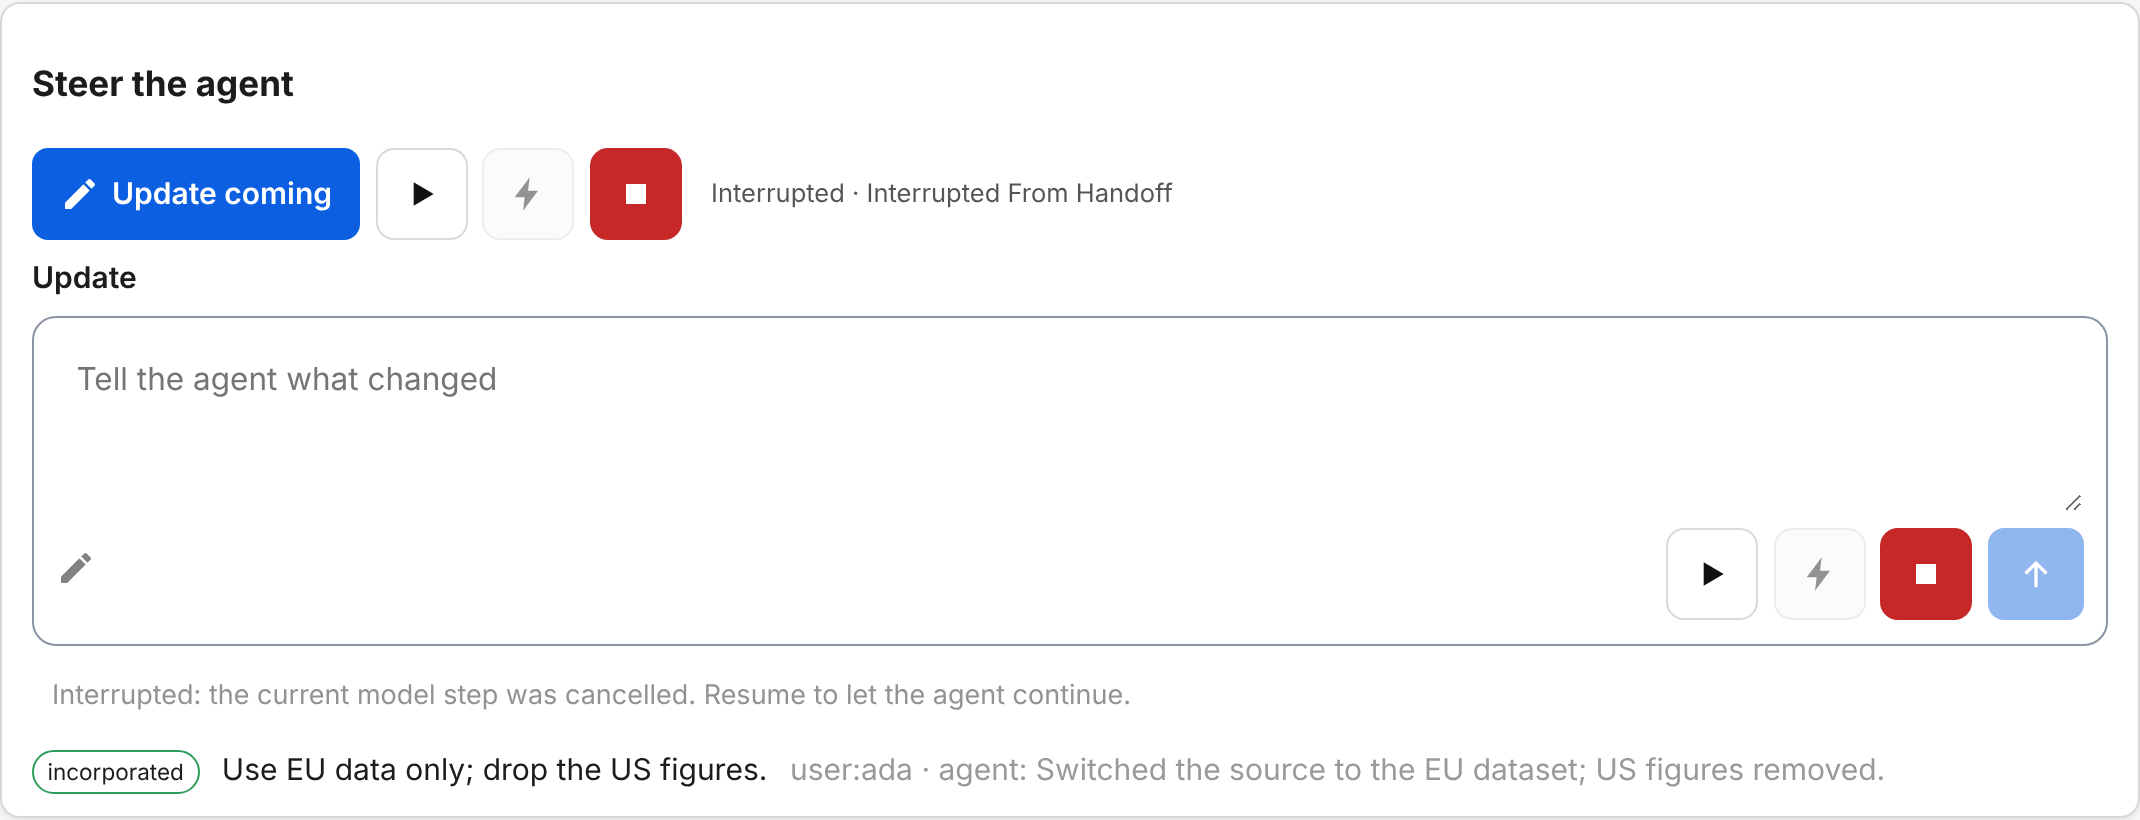 Steer the agent
Update coming
Interrupted · Interrupted From Handoff
Update
Tell the agent what changed
Interrupted: the current model step was cancelled. Resume to let the agent continue.
incorporated Use EU data only; drop the US figures. user:ada · agent: Switched the source to the EU dataset; US figures removed.